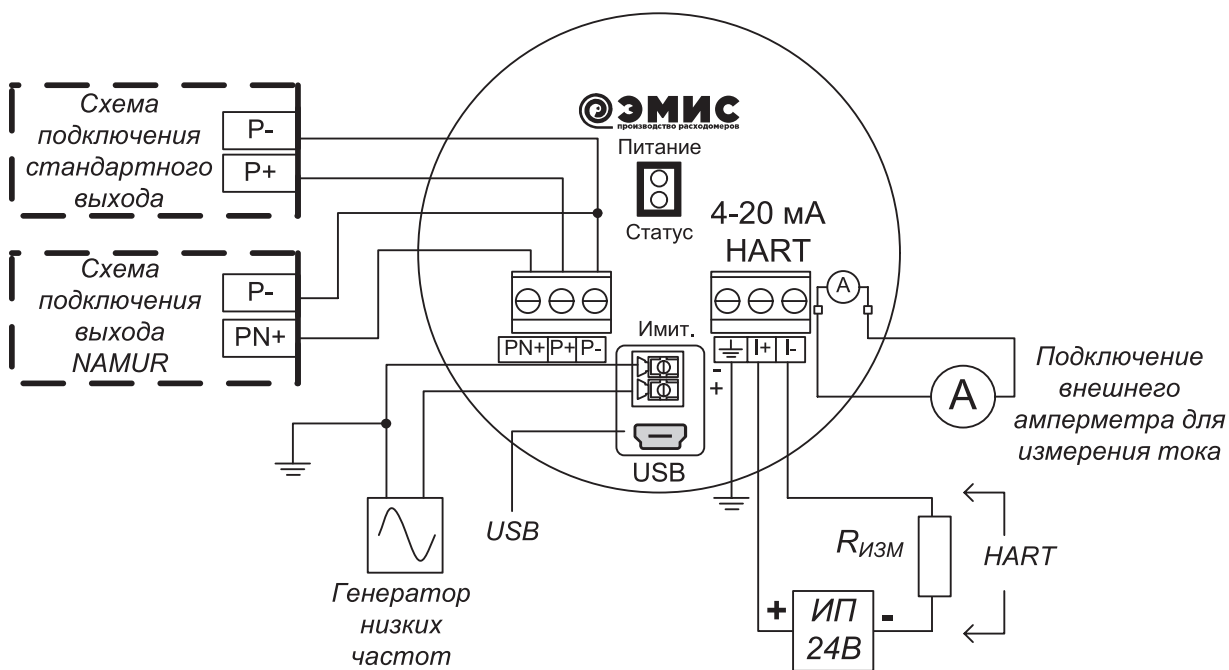 Схема
подключения
стандартного
выхода
P-
P+
Схема
подключения
выхода
NAMUR
P-
PN+
ЭМИС
производство расходомеров
Питание
Статус
4-20 мА
HART
PN+ P+ P-
Имит.
-
+
USB
I+ I-
A
A
Подключение
внешнего
амперметра для
измерения тока
USB
Генератор
низких
частот
RИЗМ
HART
+
ИП
24В
-